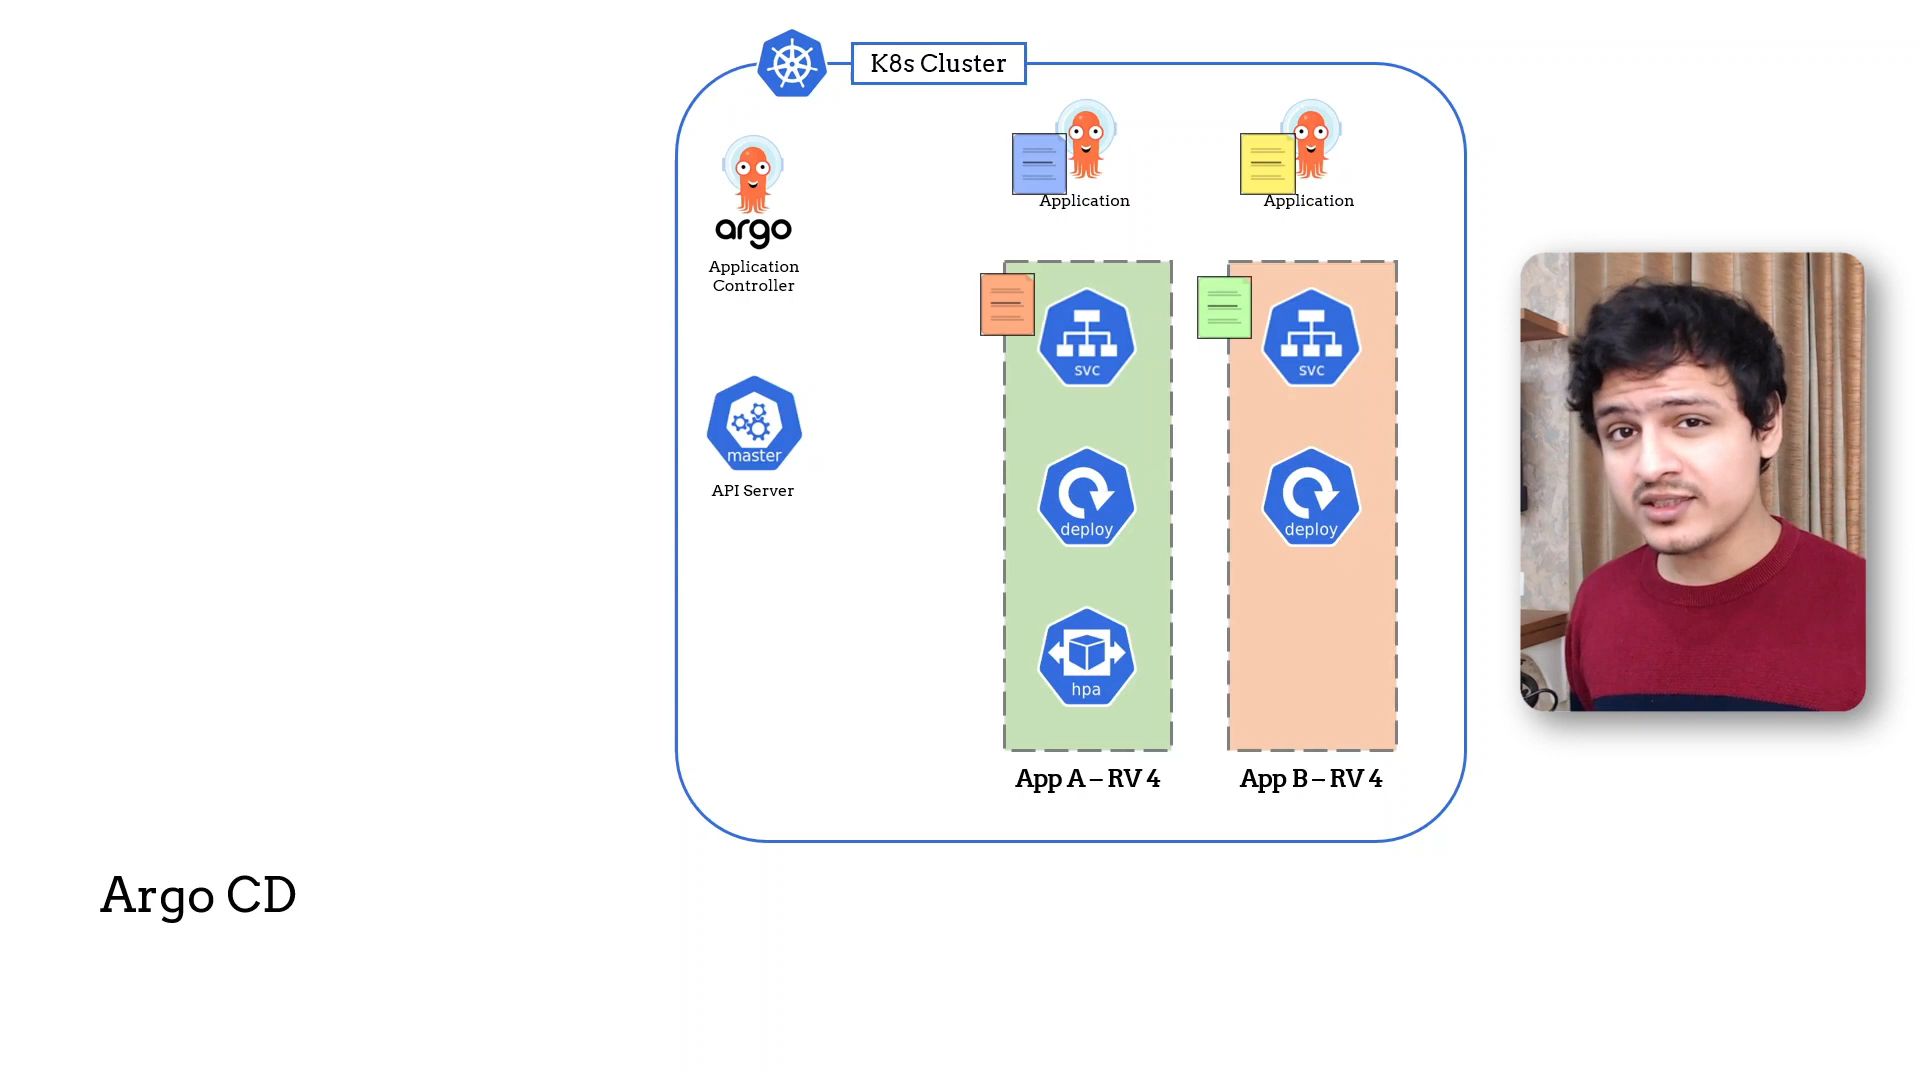 K8s Cluster
argo
Application
Controller
master
API Server
Application
Application
svc
deploy
hpa
App A – RV 4
svc
deploy
App B – RV 4
Argo CD